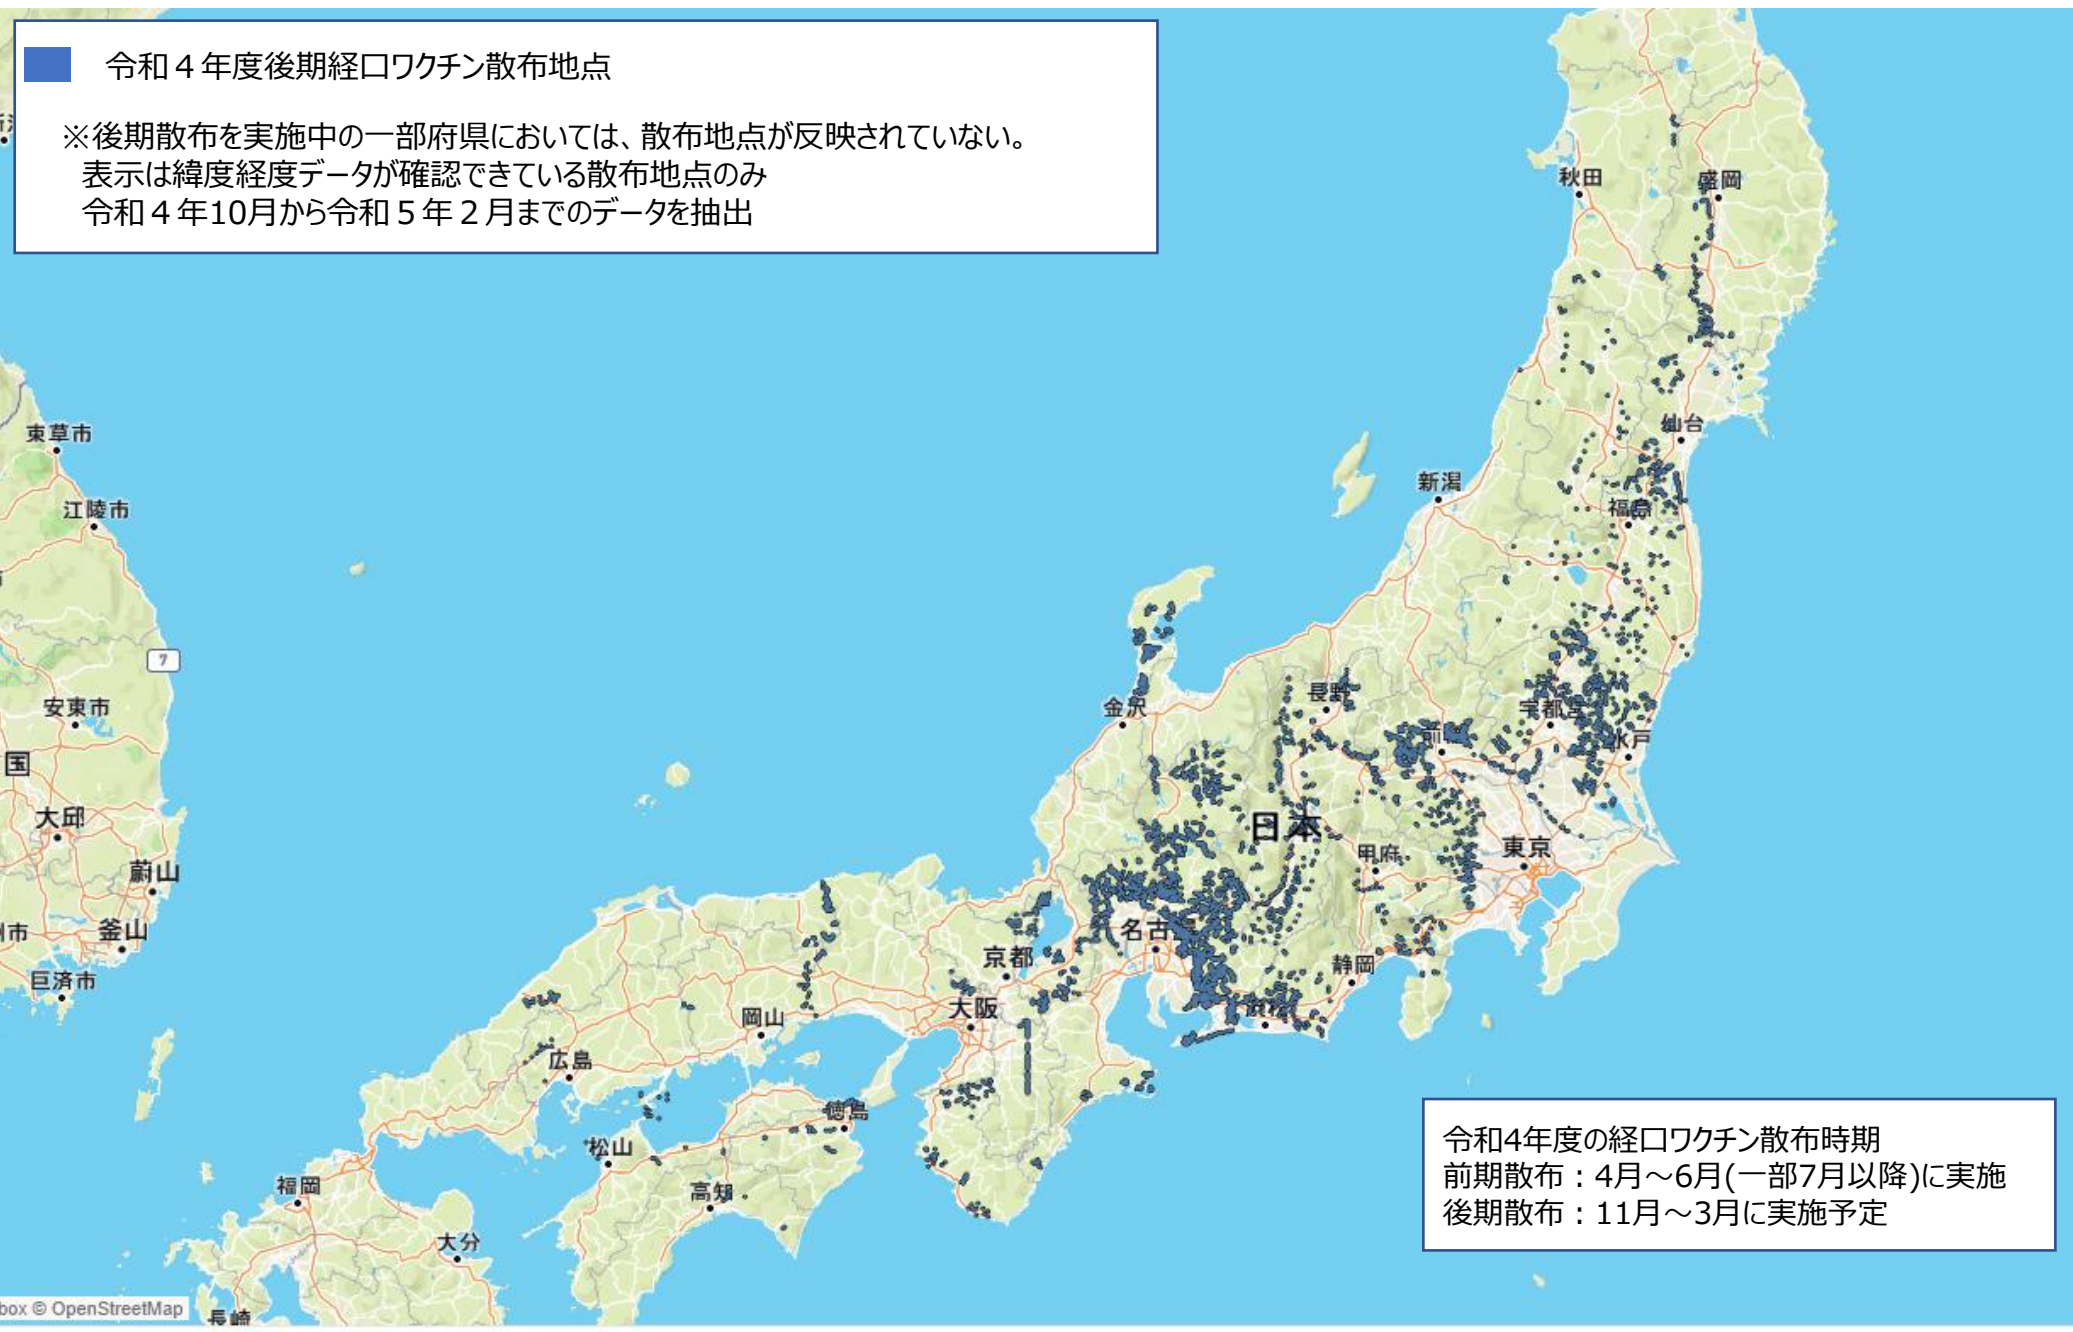 令和４年度後期経口ワクチン散布地点
※後期散布を実施中の一部府県においては、散布地点が反映されていない。
表示は緯度経度データが確認できている散布地点のみ
令和４年10月から令和５年２月までのデータを抽出
秋田
盛岡
仙台
東草市
新潟
江陵市
福島
7
長野
安東市
金沢
宇都宮
水戸
国
大邱
日本
東京
甲府
蔚山
釜山
名古屋
市
京都
静岡
巨済市
大阪
浜松
岡山
広島
徳島
令和4年度の経口ワクチン散布時期
松山
前期散布：4月～6月(一部7月以降)に実施
福岡
高知
後期散布：11月～3月に実施予定
大分
box © OpenStreetMap
長崎